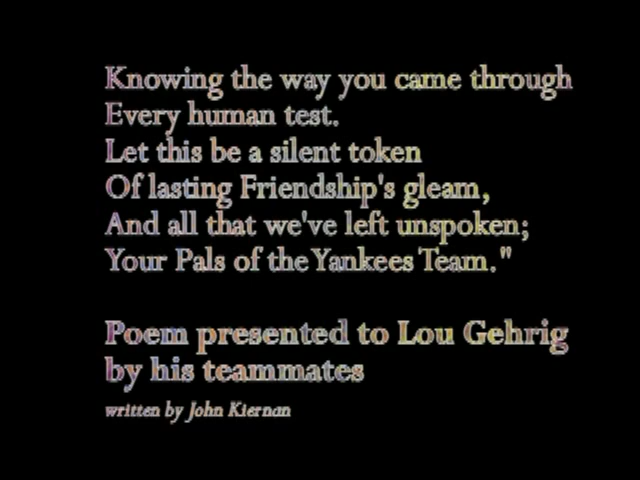 Knowing the way you came through
Every human test.
Let this be a silent token
Of lasting Friendship's gleam,
And all that we've left unspoken;
Your Pals of the Yankees Team."
Poem presented to Lou Gehrig
by his teammates
written by John Kiernan